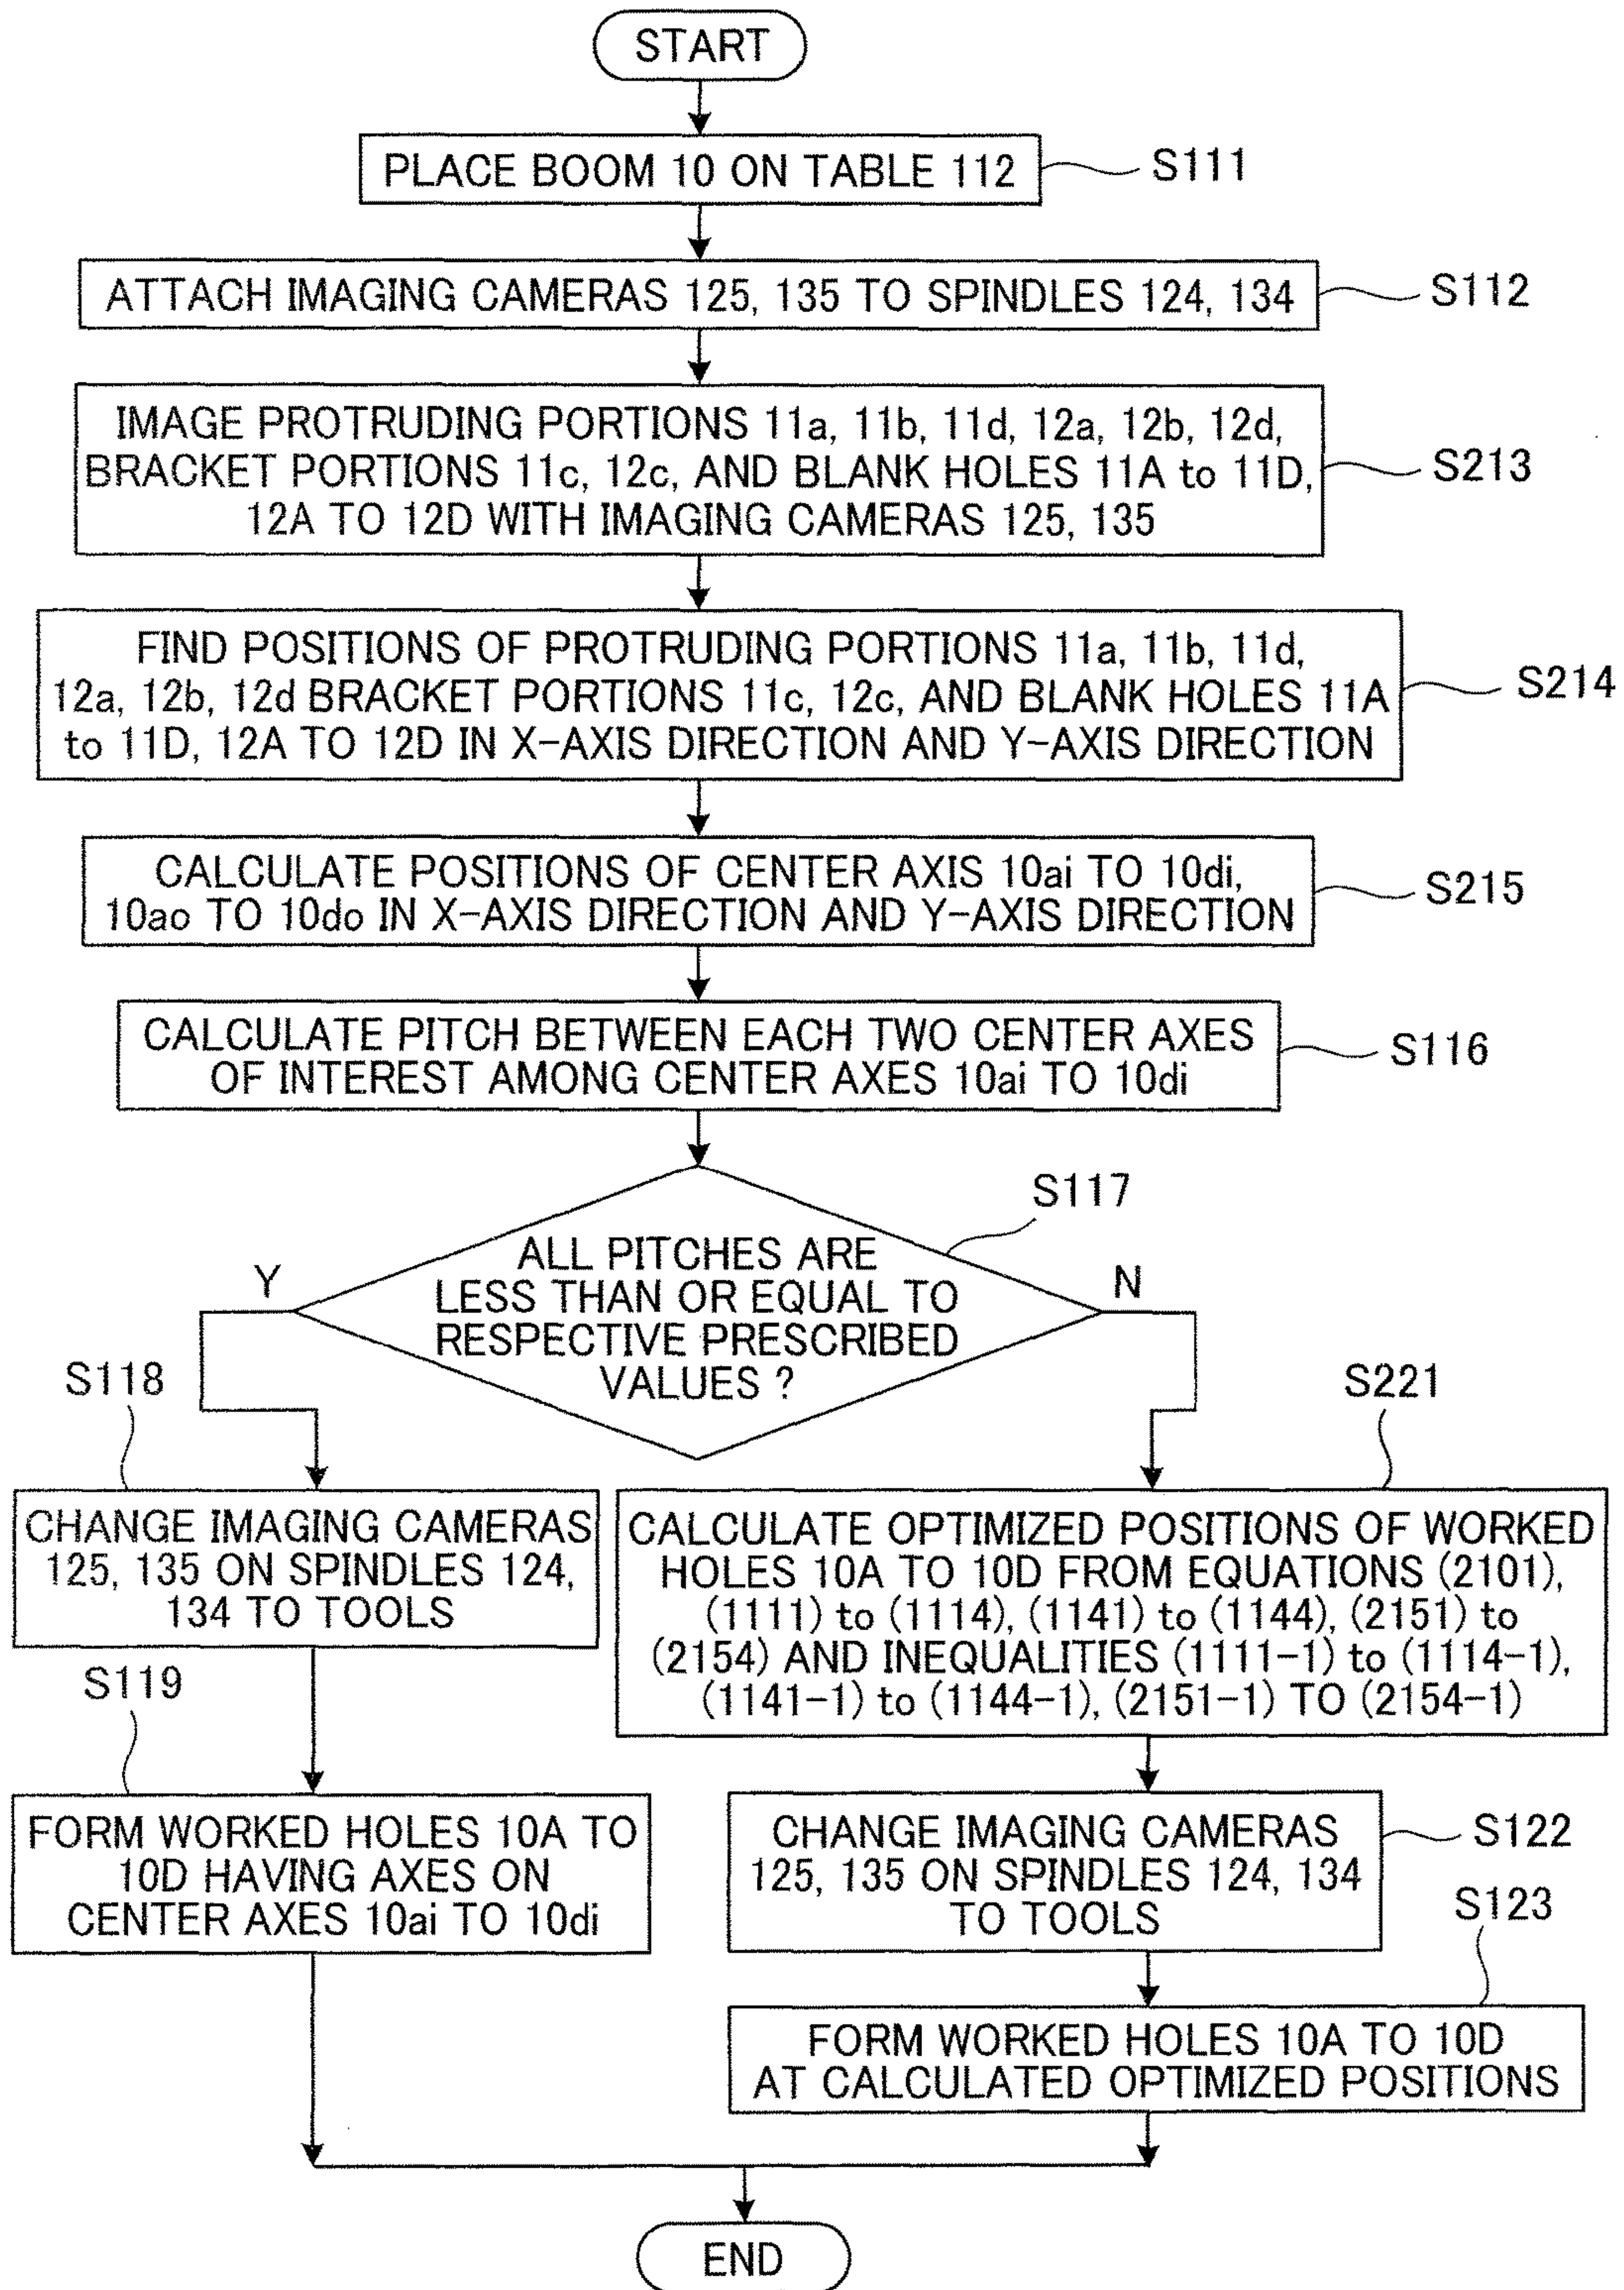 START
PLACE BOOM 10 ON TABLE 112
S111
ATTACH IMAGING CAMERAS 125, 135 TO SPINDLES 124, 134
S112
IMAGE PROTRUDING PORTIONS 11a, 11b, 11d, 12a, 12b, 12d,
BRACKET PORTIONS 11c, 12c, AND BLANK HOLES 11A to 11D,
12A TO 12D WITH IMAGING CAMERAS 125, 135
S213
FIND POSITIONS OF PROTRUDING PORTIONS 11a, 11b, 11d,
12a, 12b, 12d BRACKET PORTIONS 11c, 12c, AND BLANK HOLES 11A
to 11D, 12A TO 12D IN X-AXIS DIRECTION AND Y-AXIS DIRECTION
S214
CALCULATE POSITIONS OF CENTER AXIS 10ai TO 10di,
10ao TO 10do IN X-AXIS DIRECTION AND Y-AXIS DIRECTION
S215
CALCULATE PITCH BETWEEN EACH TWO CENTER AXES
OF INTEREST AMONG CENTER AXES 10ai TO 10di
S116
S117
ALL PITCHES ARE
LESS THAN OR EQUAL TO
RESPECTIVE PRESCRIBED
VALUES ?
Y
N
S118
CHANGE IMAGING CAMERAS
125, 135 ON SPINDLES 124,
134 TO TOOLS
S119
FORM WORKED HOLES 10A TO
10D HAVING AXES ON
CENTER AXES 10ai TO 10di
S221
CALCULATE OPTIMIZED POSITIONS OF WORKED
HOLES 10A TO 10D FROM EQUATIONS (2101),
(1111) to (1114), (1141) to (1144), (2151) to
(2154) AND INEQUALITIES (1111-1) to (1114-1),
(1141-1) to (1144-1), (2151-1) TO (2154-1)
CHANGE IMAGING CAMERAS
125, 135 ON SPINDLES 124, 134
TO TOOLS
S122
S123
FORM WORKED HOLES 10A TO 10D
AT CALCULATED OPTIMIZED POSITIONS
END